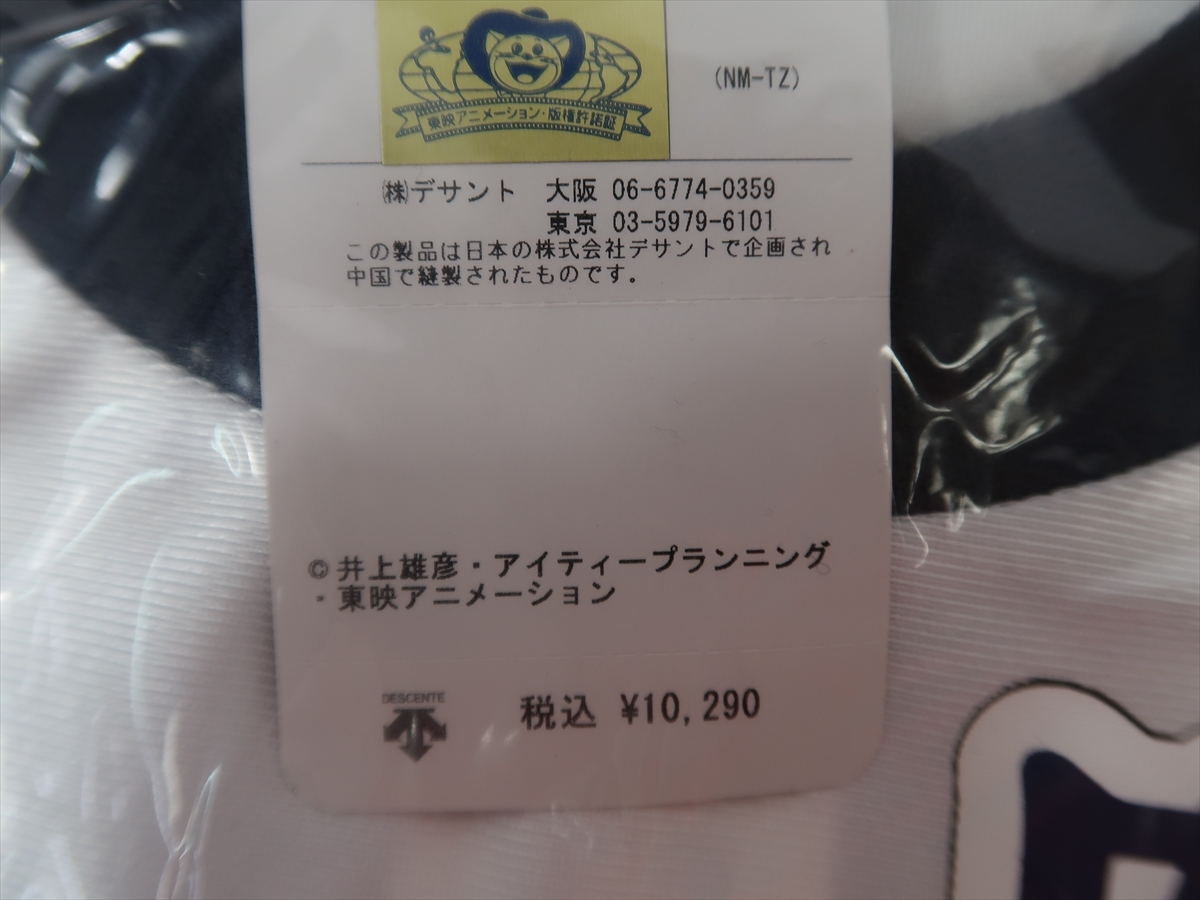 東映アニメーション・版権許諾証
(NM-TZ)
㈱デサント 大阪 06-6774-0359
東京 03-5979-6101
この製品は日本の株式会社デサントで企画され
中国で縫製されたものです。
©井上雄彦・アイティープランニング
・東映アニメーション
DESCENTE
税込 ¥10,290